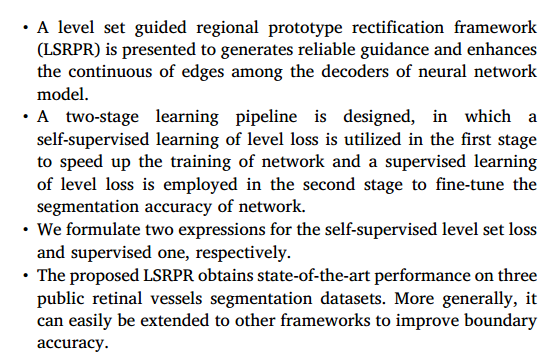 • A level set guided regional prototype rectification framework
(LSRPR) is presented to generates reliable guidance and enhances
the continuous of edges among the decoders of neural network
model.
• A two-stage learning pipeline is designed, in which a
self-supervised learning of level loss is utilized in the first stage
to speed up the training of network and a supervised learning
of level loss is employed in the second stage to fine-tune the
segmentation accuracy of network.
• We formulate two expressions for the self-supervised level set loss
and supervised one, respectively.
• The proposed LSRPR obtains state-of-the-art performance on three
public retinal vessels segmentation datasets. More generally, it
can easily be extended to other frameworks to improve boundary
accuracy.